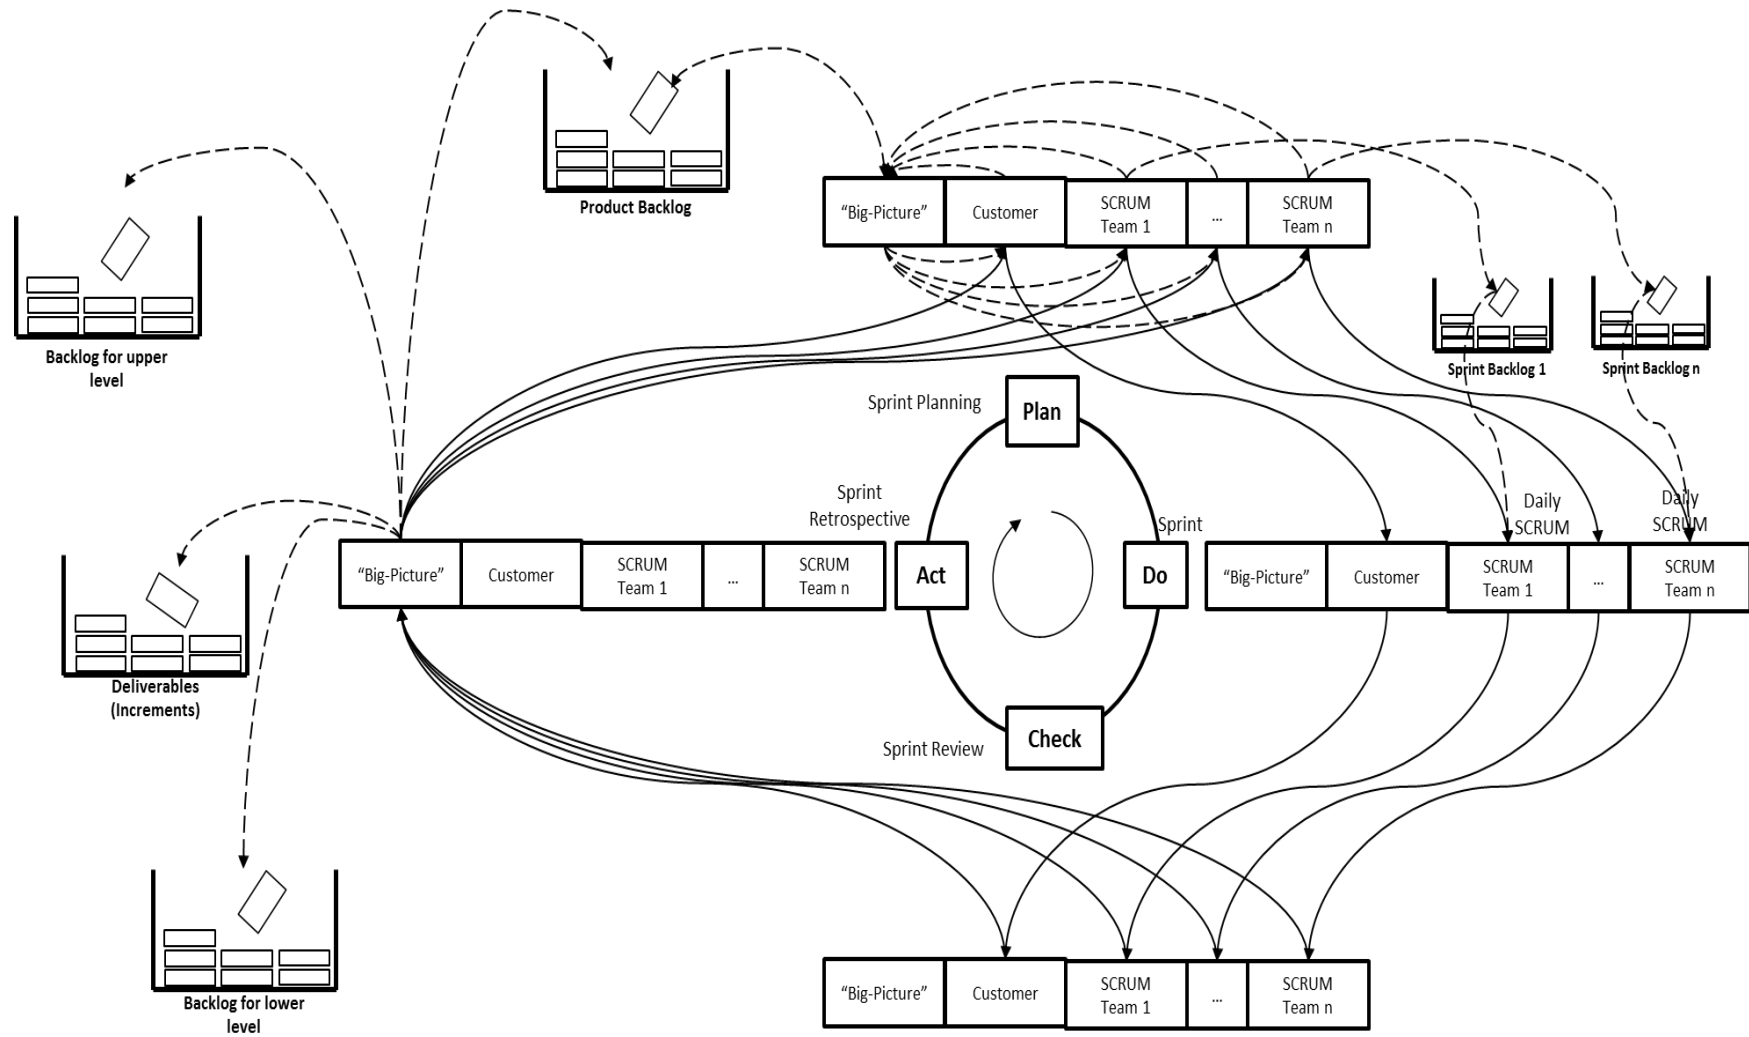 Product Backlog
“Big-Picture”
Customer
SCRUM
Team 1
...
SCRUM
Team n
Backlog for upper
level
Sprint Backlog 1
Sprint Backlog n
Sprint Planning
Plan
Sprint
Retrospective
Sprint
Daily
SCRUM
Daily
SCRUM
“Big-Picture”
Customer
SCRUM
Team 1
...
SCRUM
Team n
Act
Do
“Big-Picture”
Customer
SCRUM
Team 1
...
SCRUM
Team n
Deliverables
(Increments)
Sprint Review
Check
Backlog for lower
level
“Big-Picture”
Customer
SCRUM
Team 1
...
SCRUM
Team n